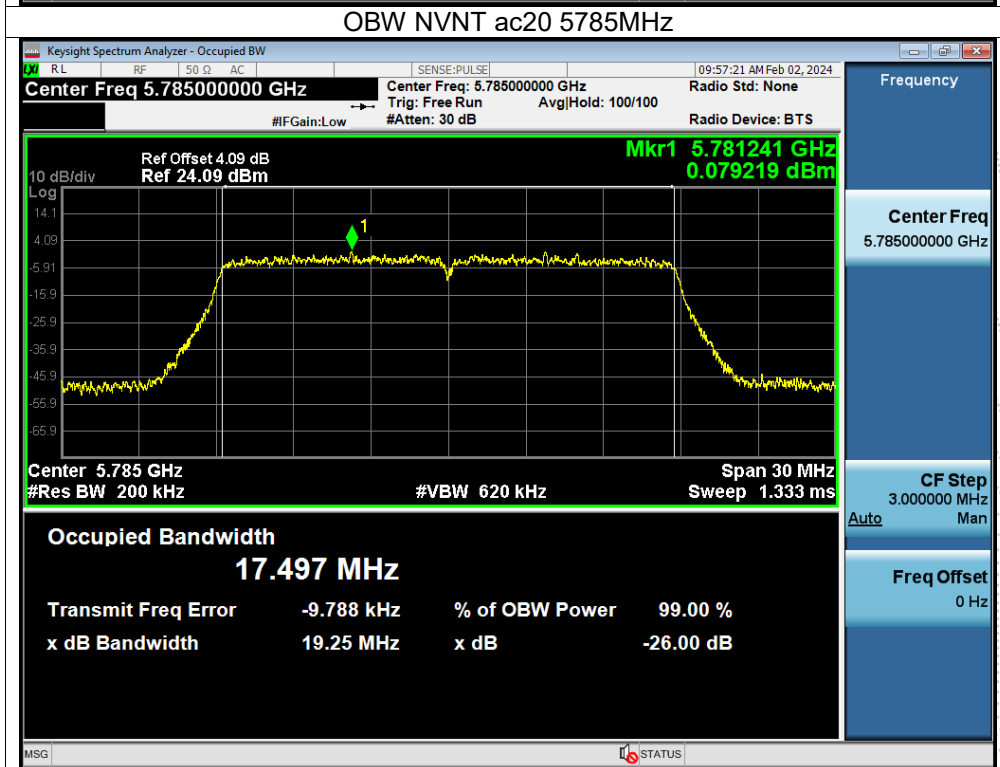 OBW NVNT ac20 5785MHz
Keysight Spectrum Analyzer - Occupied BW
LXI RL RF 50 Ω AC SENSE:PULSE 09:57:21 AM Feb 02, 2024
Center Freq 5.785000000 GHz
Center Freq: 5.785000000 GHz Radio Std: None
Trig: Free Run Avg|Hold: 100/100
#IFGain:Low #Atten: 30 dB Radio Device: BTS
Mkr1 5.781241 GHz
0.079219 dBm
Ref Offset 4.09 dB
10 dB/div Ref 24.09 dBm
Log
14.1
4.09
-5.91
-15.9
-25.9
-35.9
-45.9
-55.9
-65.9
1
Center 5.785 GHz Span 30 MHz
#Res BW 200 kHz #VBW 620 kHz Sweep 1.333 ms
Occupied Bandwidth
17.497 MHz
Transmit Freq Error -9.788 kHz % of OBW Power 99.00 %
x dB Bandwidth 19.25 MHz x dB -26.00 dB
Frequency
Center Freq
5.785000000 GHz
CF Step
3.000000 MHz
Auto Man
Freq Offset
0 Hz
MSG STATUS